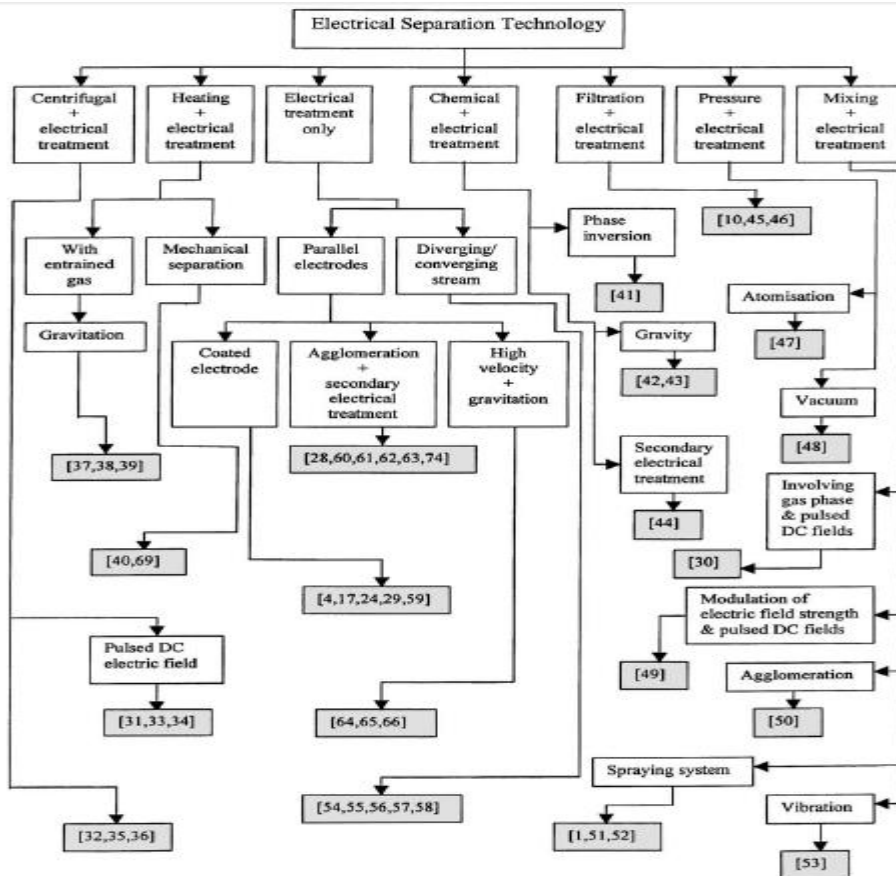 Electrical Separation Technology
Centrifugal
+
electrical
treatment
Heating
+
electrical
treatment
Electrical
treatment
only
Chemical
+
electrical
treatment
Filtration
+
electrical
treatment
Pressure
+
electrical
treatment
Mixing
+
electrical
treatment
With
entrained
gas
Mechanical
separation
Parallel
electrodes
Diverging/
converging
stream
Phase
inversion
[10,45,46]
[41]
Atomisation
Gravitation
Coated
electrode
Agglomeration
+
secondary
electrical
treatment
High
velocity
+
gravitation
Gravity
[47]
[42,43]
Vacuum
[37,38,39]
[28,60,61,62,63,74]
Secondary
electrical
treatment
[48]
Involving
gas phase
& pulsed
DC fields
[44]
[40,69]
[30]
[4,17,24,29,59]
Modulation of
electric field strength
& pulsed DC fields
Pulsed DC
electric field
[49]
Agglomeration
[31,33,34]
[64,65,66]
[50]
Spraying system
[54,55,56,57,58]
Vibration
[32,35,36]
[1,51,52]
[53]